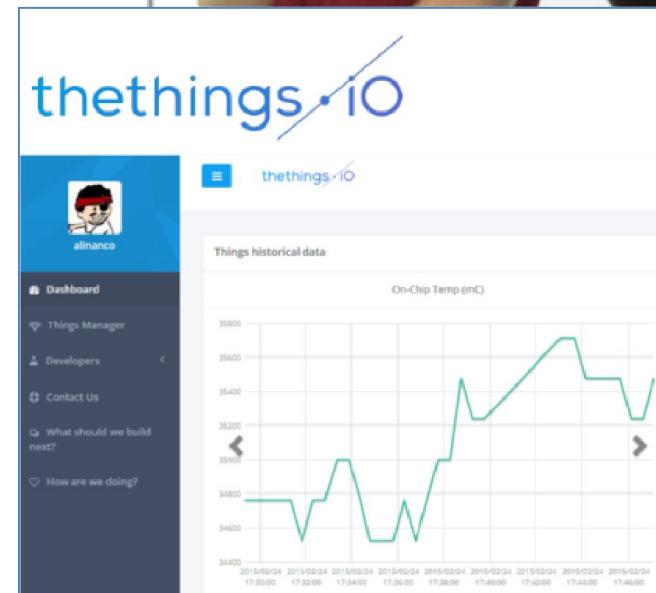 thethings.iO
thethings.iO
alinanco
Things historical data
Dashboard
On-Chip Temp (mC)
Things Manager
35800
Developers
35600
Contact Us
35400
What should we build
next?
35200
35000
How are we doing?
34800
34600
34400
2015/02/24 2015/02/24 2015/02/24 2015/02/24 2015/02/24 2015/02/24 2015/02/24 2015/02/24 2015/02/24
17:30:00 17:32:00 17:34:00 17:36:00 17:38:00 17:40:00 17:42:00 17:44:00 17:46:00